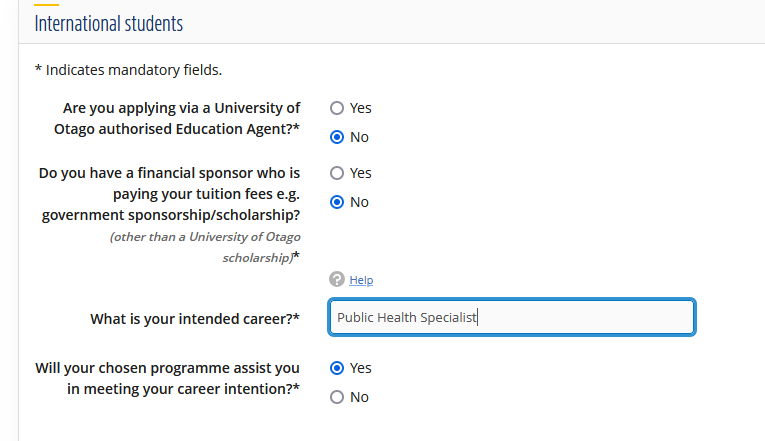 International students
* Indicates mandatory fields.
Are you applying via a University of
Otago authorised Education Agent?*
Yes
No
Do you have a financial sponsor who is
paying your tuition fees e.g.
government sponsorship/scholarship?
(other than a University of Otago
scholarship)*
Yes
No
? Help
What is your intended career?*
Public Health Specialist
Will your chosen programme assist you
in meeting your career intention?*
Yes
No